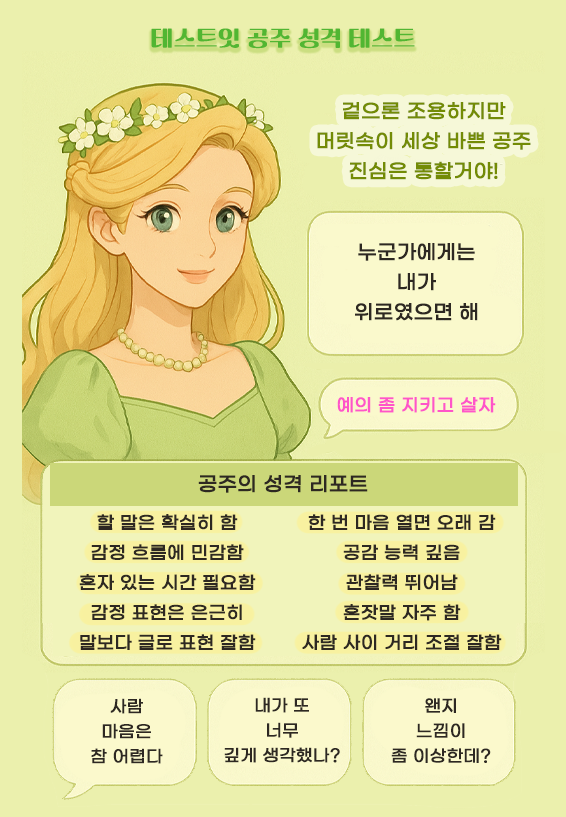 테스트잇 공주 성격 테스트
겉으론 조용하지만
머릿속이 세상 바쁜 공주
진심은 통할거야!
누군가에게는
내가
위로였으면 해
예의 좀 지키고 살자
공주의 성격 리포트
할 말은 확실히 함
감정 흐름에 민감함
혼자 있는 시간 필요함
감정 표현은 은근히
말보다 글로 표현 잘함
한 번 마음 열면 오래 감
공감 능력 깊음
관찰력 뛰어남
혼잣말 자주 함
사람 사이 거리 조절 잘함
사람
마음은
참 어렵다
내가 또
너무
깊게 생각했나?
왠지
느낌이
좀 이상한데?